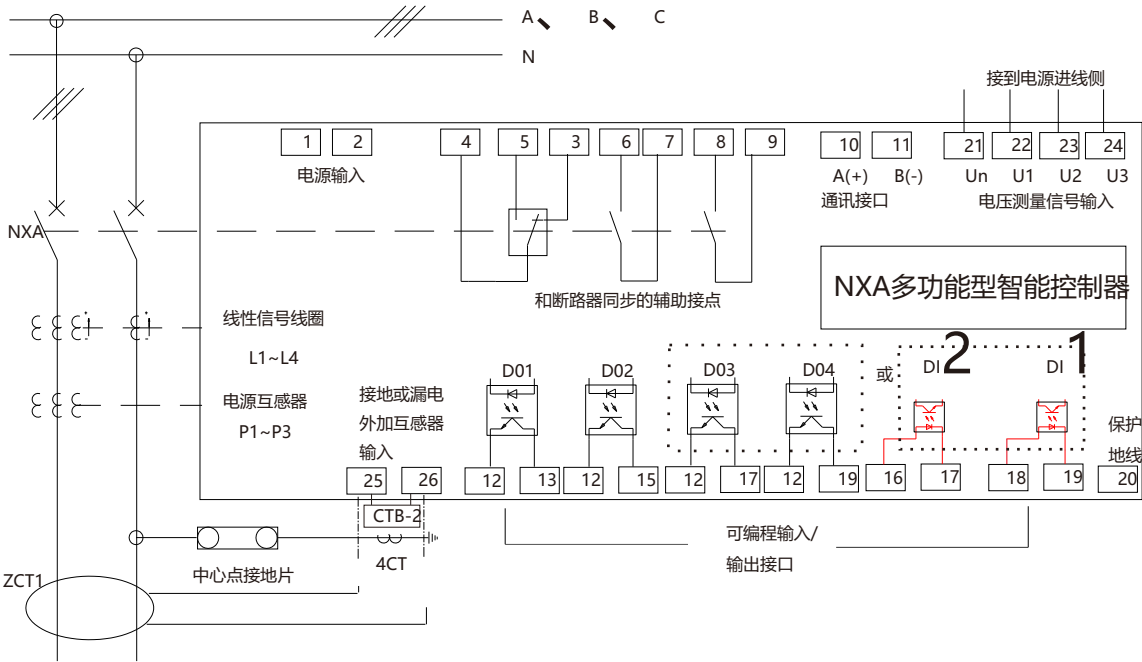 A B C
N
接到电源进线侧
1 2 4 5 3 6 7 8 9 10 11 21 22 23 24
A(+) B(-) Un U1 U2 U3
电源输入
通讯接口
电压测量信号输入
NXA
NXA多功能型智能控制器
和断路器同步的辅助接点
线性信号线圈
L1~L4
电源互感器
P1~P3
接地或漏电
外加互感器
输入
D01 D02 D03 D04
或
DI2 DI1
保护
地线
25 26 12 13 12 15 12 17 12 19 16 17 18 19 20
CTB-2
4CT
中心点接地片
可编程输入/
输出接口
ZCT1